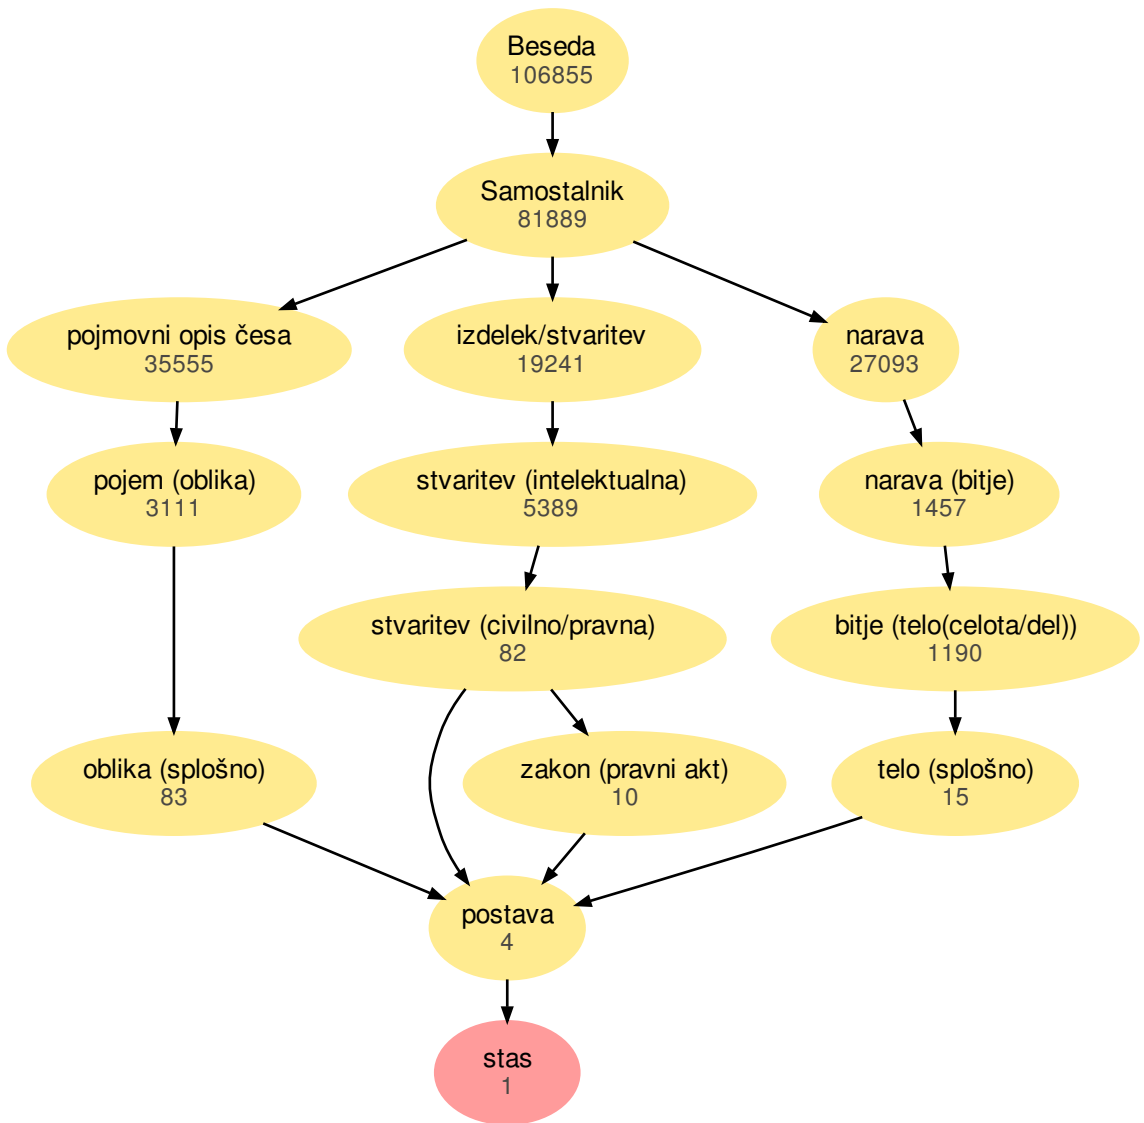 Beseda
106855
Samostalnik
81889
pojmovni opis česa
35555
izdelek/stvaritev
19241
narava
27093
pojem (oblika)
3111
stvaritev (intelektualna)
5389
narava (bitje)
1457
stvaritev (civilno/pravna)
82
bitje (telo(celota/del))
1190
oblika (splošno)
83
zakon (pravni akt)
10
telo (splošno)
15
postava
4
stas
1